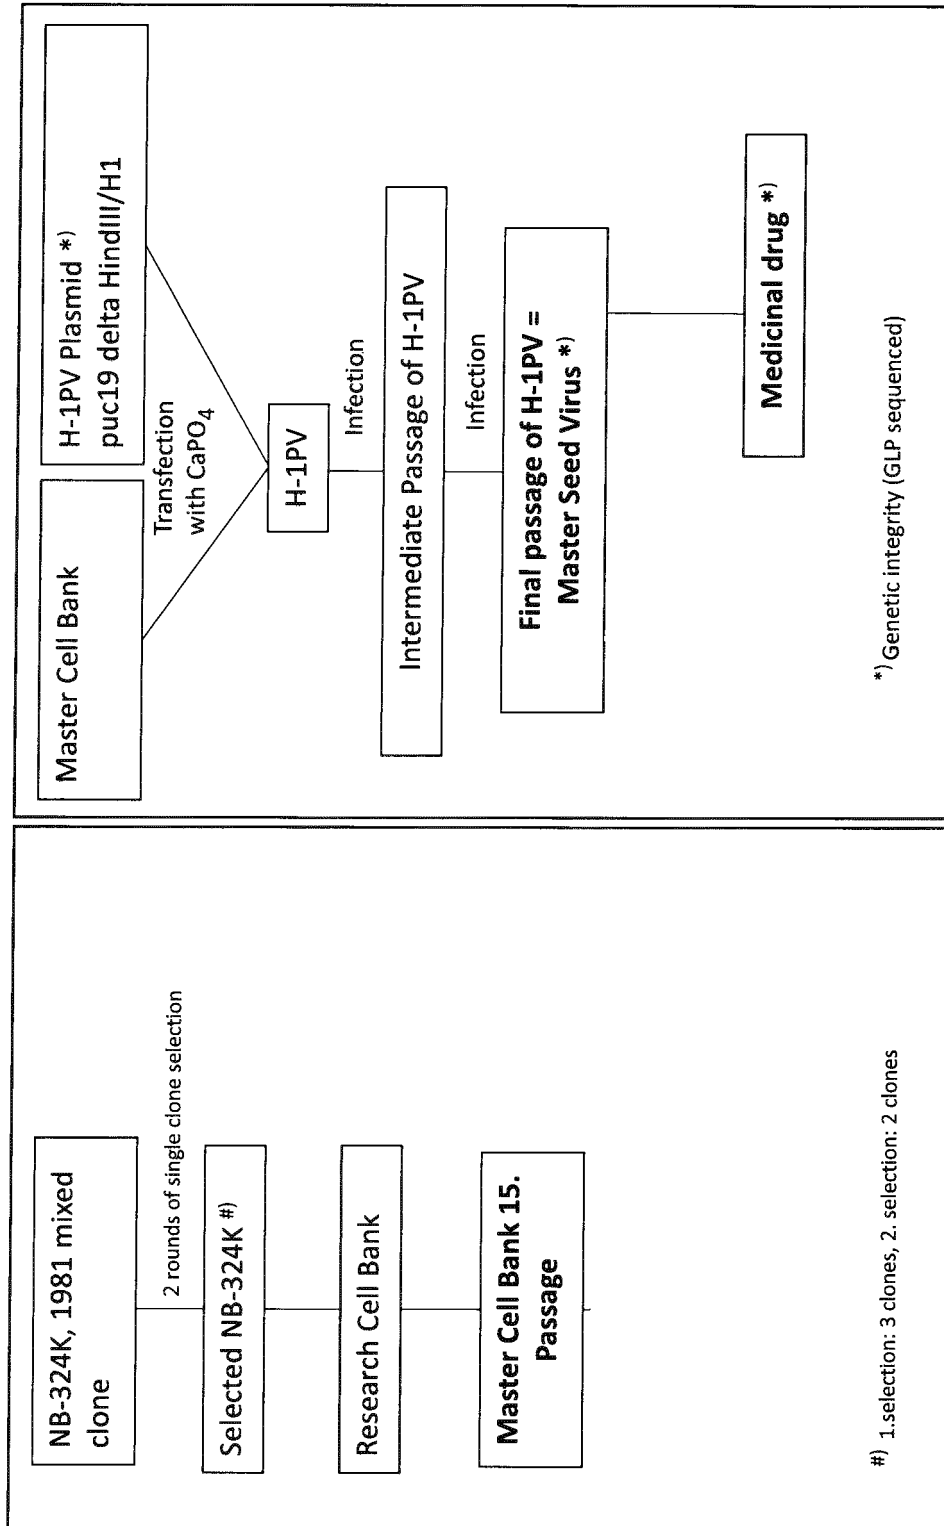 NB-324K, 1981 mixed
clone
2 rounds of single clone selection
Selected NB-324K #)
Research Cell Bank
Master Cell Bank 15.
Passage
#) 1.selection: 3 clones, 2. selection: 2 clones
Master Cell Bank
H-1PV Plasmid *)
puc19 delta HindIII/H1
Transfection
with CaPO4
H-1PV
Infection
Intermediate Passage of H-1PV
Infection
Final passage of H-1PV =
Master Seed Virus *)
Medicinal drug *)
*) Genetic integrity (GLP sequenced)